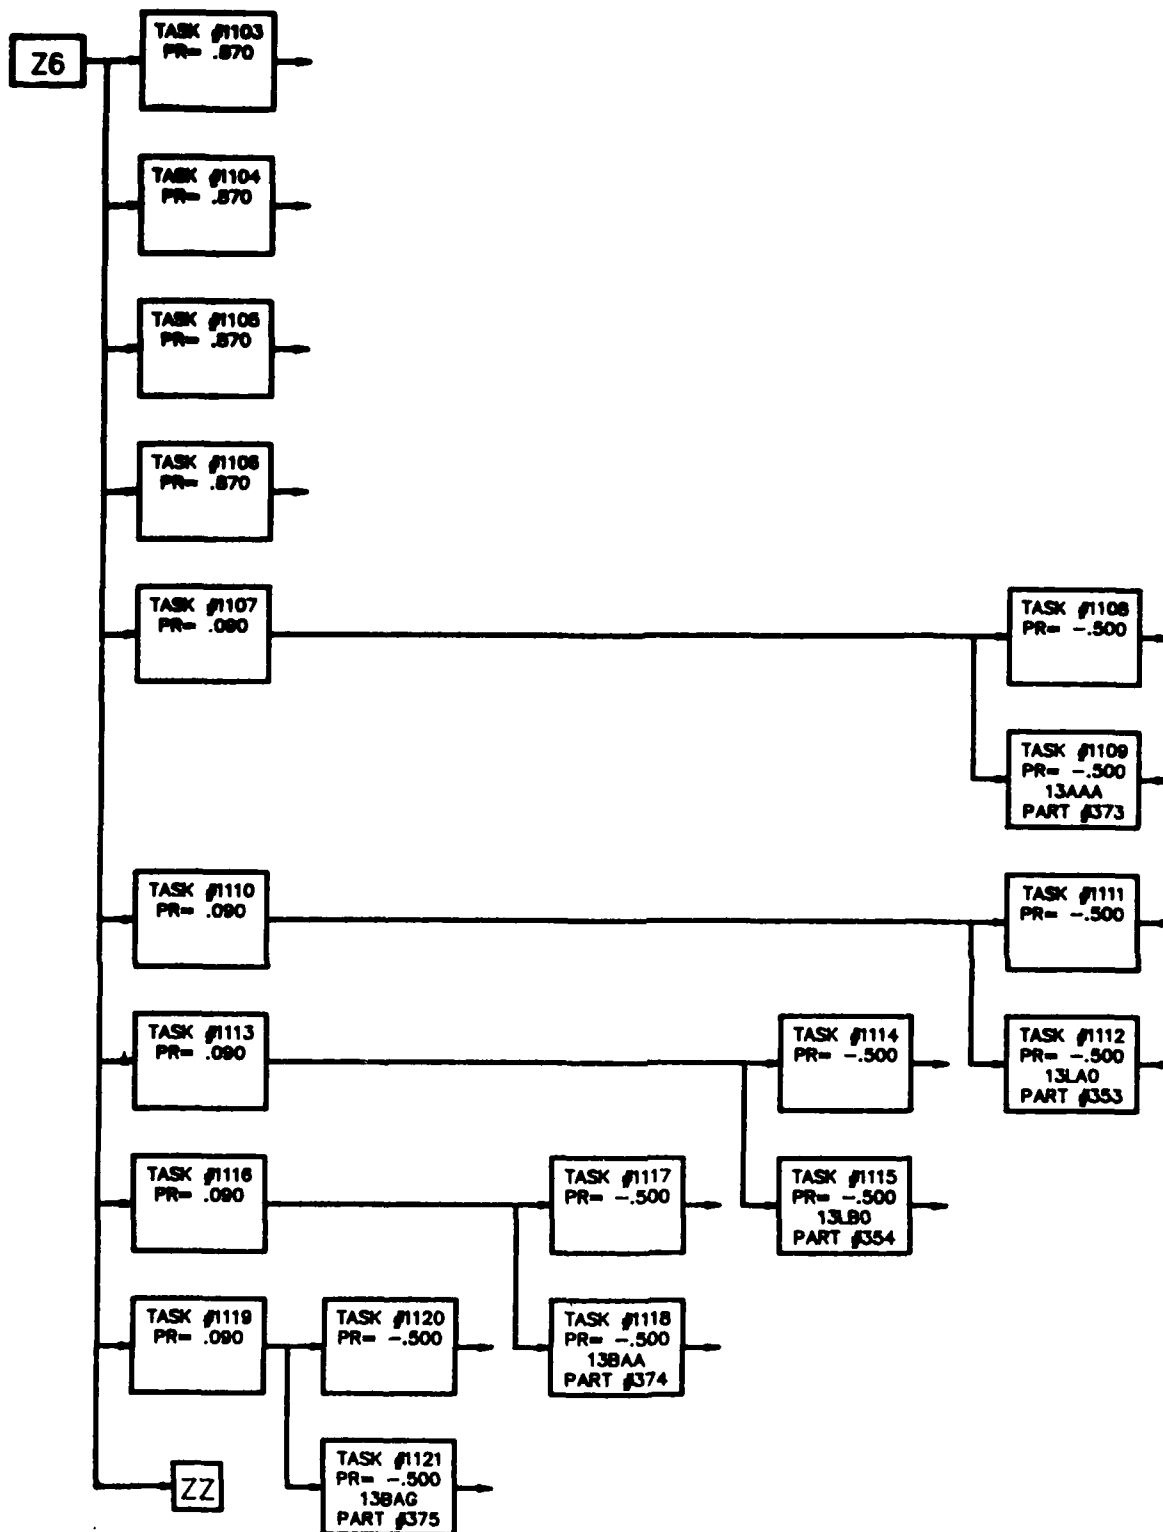 Z6
TASK #1103
PR= .870
TASK #1104
PR= .870
TASK #1105
PR= .870
TASK #1106
PR= .870
TASK #1107
PR= .090
TASK #1108
PR= -.500
TASK #1109
PR= -.500
13AAA
PART #373
TASK #1110
PR= .090
TASK #1111
PR= -.500
TASK #1112
PR= -.500
13LA0
PART #353
TASK #1113
PR= .090
TASK #1114
PR= -.500
TASK #1115
PR= -.500
13LB0
PART #354
TASK #1116
PR= .090
TASK #1117
PR= -.500
TASK #1118
PR= -.500
13BAA
PART #374
TASK #1119
PR= .090
TASK #1120
PR= -.500
TASK #1121
PR= -.500
13BAG
PART #375
ZZ